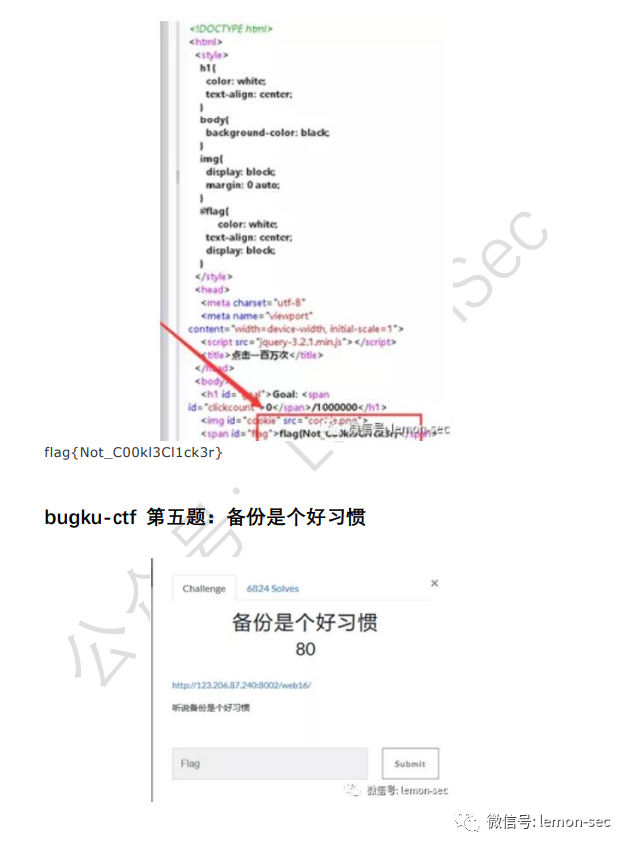 <!DOCTYPE html>
<html>
<style>
h1{
color: white;
text-align: center;
}
body{
background-color: black;
}
img{
display: block;
margin: 0 auto;
}
#flag{
color: white;
text-align: center;
display: block;
}
</style>
<head>
<meta charset="utf-8"
<meta name="viewport"
content="width=device-width, initial-scale=1">
<script src="jquery-3.2.1.min.js"></script>
<title>点击一百万次</title>
</head>
<body>
<h1 id="goal">Goal: <span
id="clickcount">0</span>/1000000</h1>
<img id="cookie" src="cookie.png">
<span id="flag">flag{Not_C00kl3Cl1ck3r}</span>
微信号: lemon-sec
flag{Not_C00kl3Cl1ck3r}
bugku-ctf 第五题：备份是个好习惯
Challenge
6824 Solves
×
备份是个好习惯
80
http://123.206.87.240:8002/web16/
听说备份是个好习惯
Flag
Submit
微信号: lemon-sec
微信号: lemon-sec
公众号:
Sec